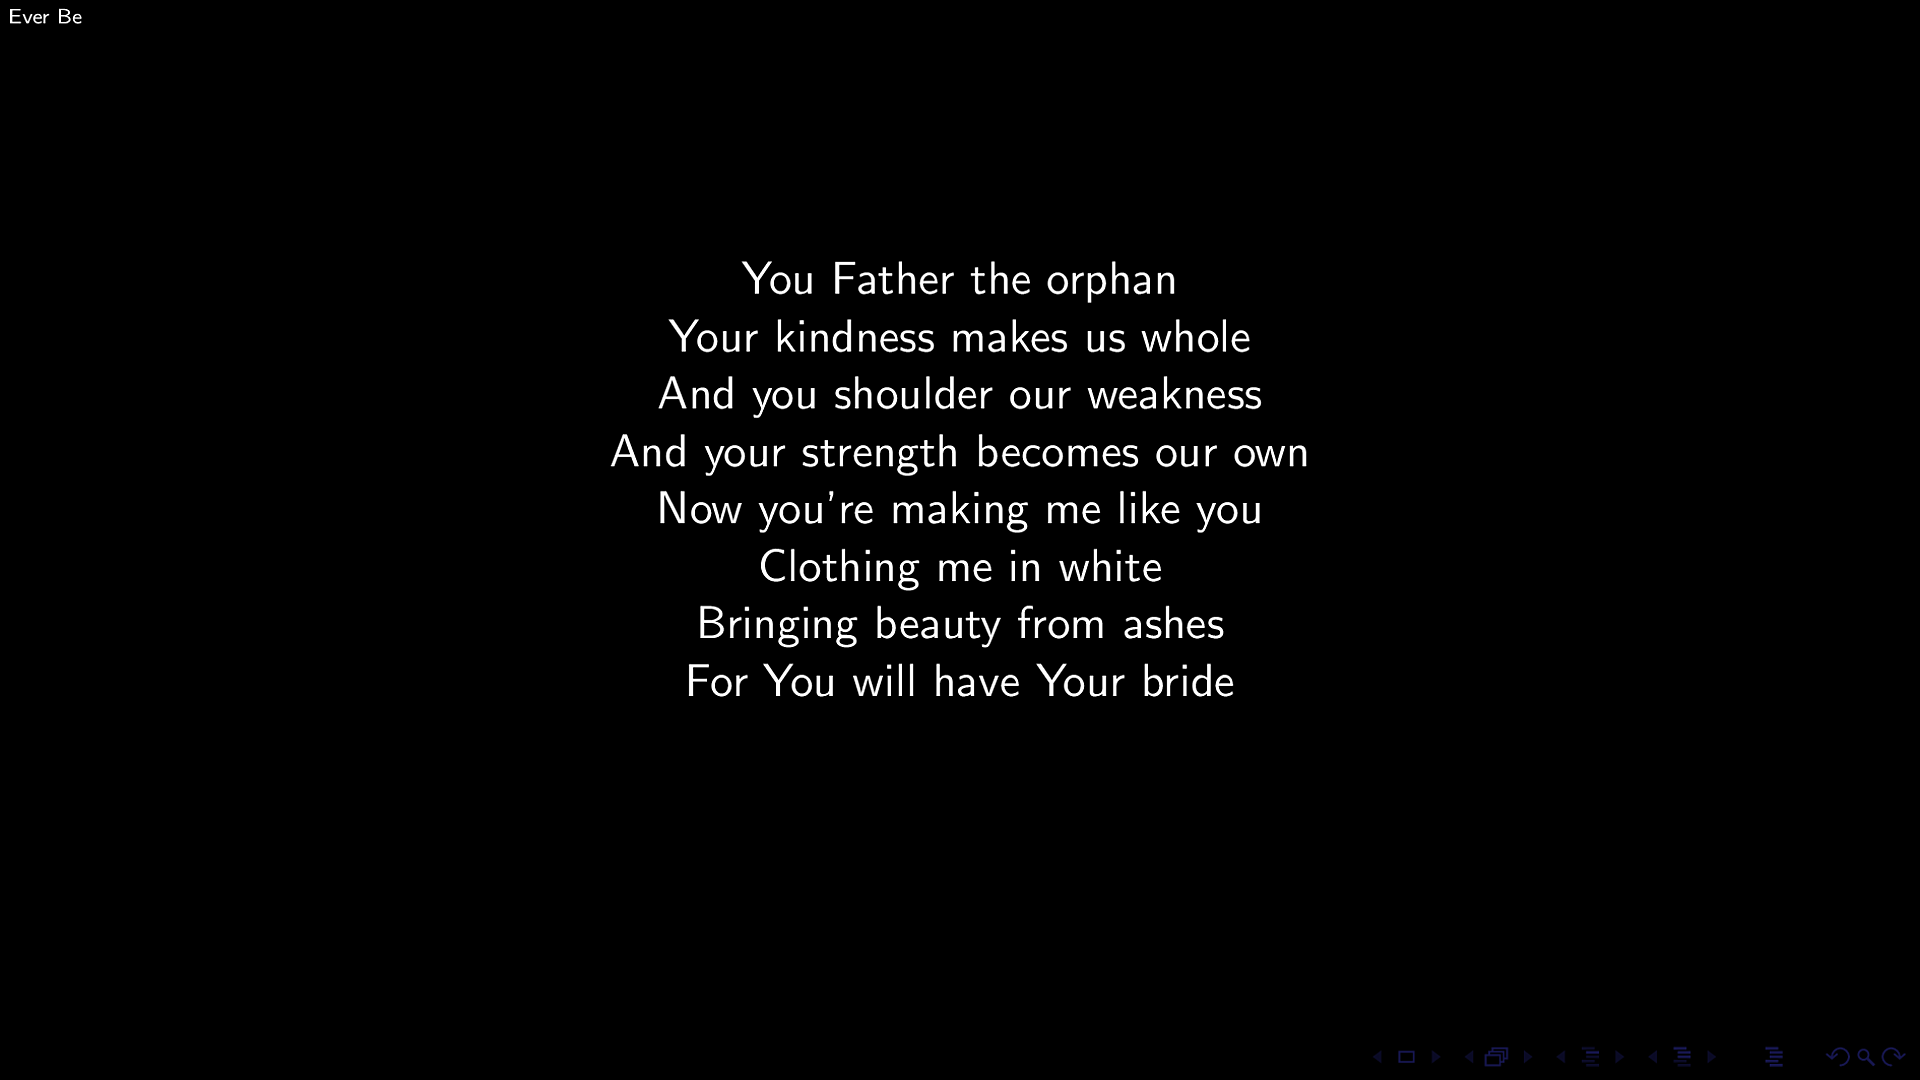 Ever Be
You Father the orphan
Your kindness makes us whole
And you shoulder our weakness
And your strength becomes our own
Now you're making me like you
Clothing me in white
Bringing beauty from ashes
For You will have Your bride